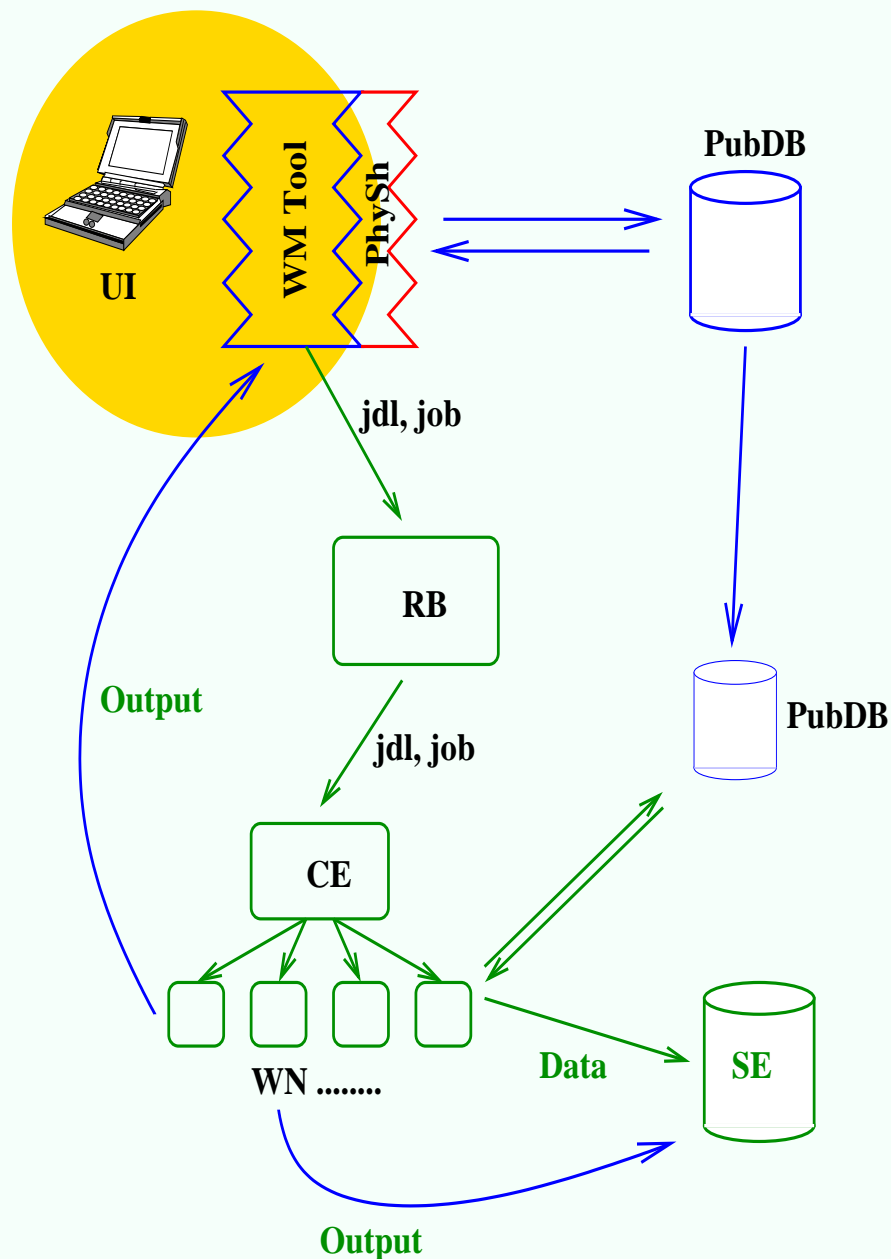 PubDB
UI
WM Tool
PhySh
jdl, job
RB
Output
PubDB
jdl, job
CE
WN ........
Data
SE
Output